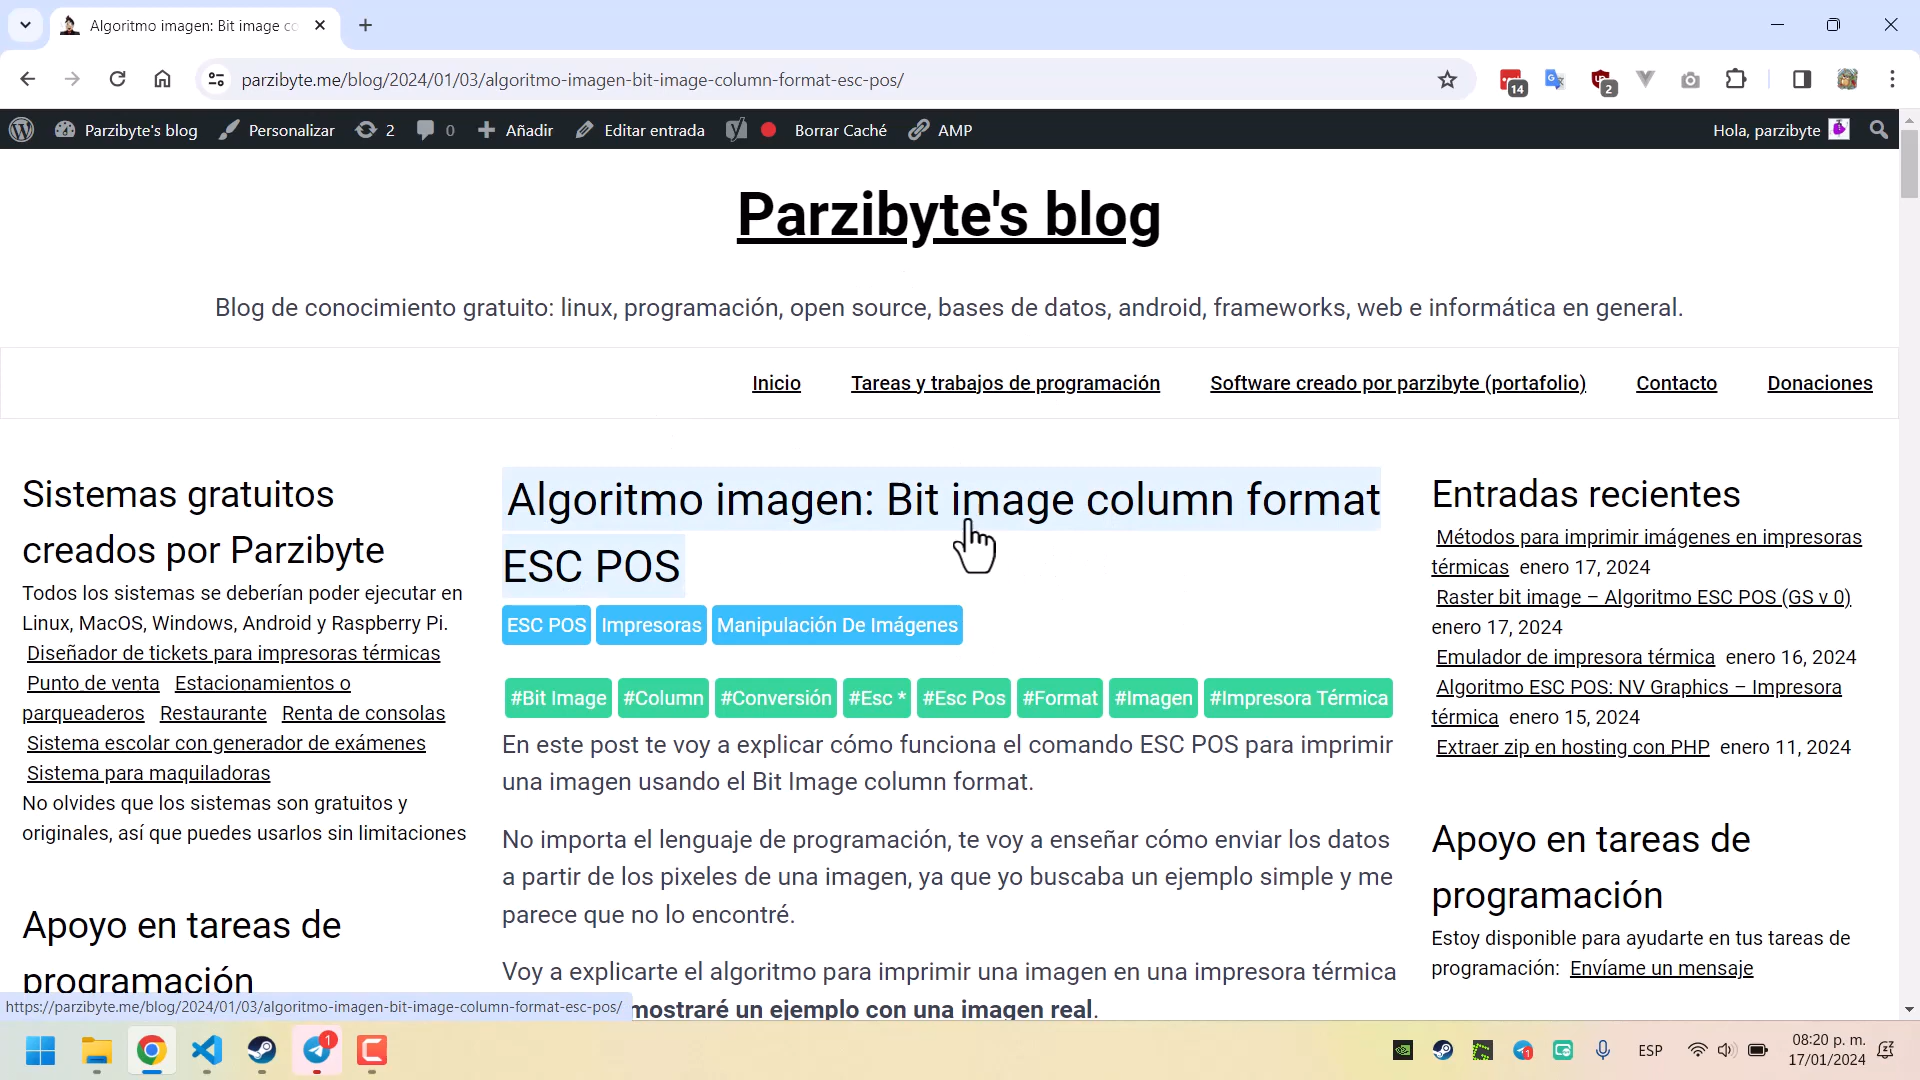 Algoritmo imagen: Bit image co
parzibyte.me/blog/2024/01/03/algoritmo-imagen-bit-image-column-format-esc-pos/
14
2
Parzibyte's blog
Personalizar
2
0
Añadir
Editar entrada
Borrar Caché
AMP
Hola, parzibyte
Parzibyte's blog
Blog de conocimiento gratuito: linux, programación, open source, bases de datos, android, frameworks, web e informática en general.
Inicio
Tareas y trabajos de programación
Software creado por parzibyte (portafolio)
Contacto
Donaciones
Sistemas gratuitos
creados por Parzibyte
Todos los sistemas se deberían poder ejecutar en
Linux, MacOS, Windows, Android y Raspberry Pi.
Diseñador de tickets para impresoras térmicas
Punto de venta Estacionamientos o
parqueaderos Restaurante Renta de consolas
Sistema escolar con generador de exámenes
Sistema para maquiladoras
No olvides que los sistemas son gratuitos y
originales, así que puedes usarlos sin limitaciones
Apoyo en tareas de
programación
Algoritmo imagen: Bit image column format
ESC POS
ESC POS Impresoras Manipulación De Imágenes
#Bit Image #Column #Conversión #Esc * #Esc Pos #Format #Imagen #Impresora Térmica
En este post te voy a explicar cómo funciona el comando ESC POS para imprimir
una imagen usando el Bit Image column format.
No importa el lenguaje de programación, te voy a enseñar cómo enviar los datos
a partir de los pixeles de una imagen, ya que yo buscaba un ejemplo simple y me
parece que no lo encontré.
Voy a explicarte el algoritmo para imprimir una imagen en una impresora térmica
mostraré un ejemplo con una imagen real.
Entradas recientes
Métodos para imprimir imágenes en impresoras
térmicas enero 17, 2024
Raster bit image – Algoritmo ESC POS (GS v 0)
enero 17, 2024
Emulador de impresora térmica enero 16, 2024
Algoritmo ESC POS: NV Graphics – Impresora
térmica enero 15, 2024
Extraer zip en hosting con PHP enero 11, 2024
Apoyo en tareas de
programación
Estoy disponible para ayudarte en tus tareas de
programación: Envíame un mensaje
https://parzibyte.me/blog/2024/01/03/algoritmo-imagen-bit-image-column-format-esc-pos/
1
1
ESP
08:20 p. m.
17/01/2024